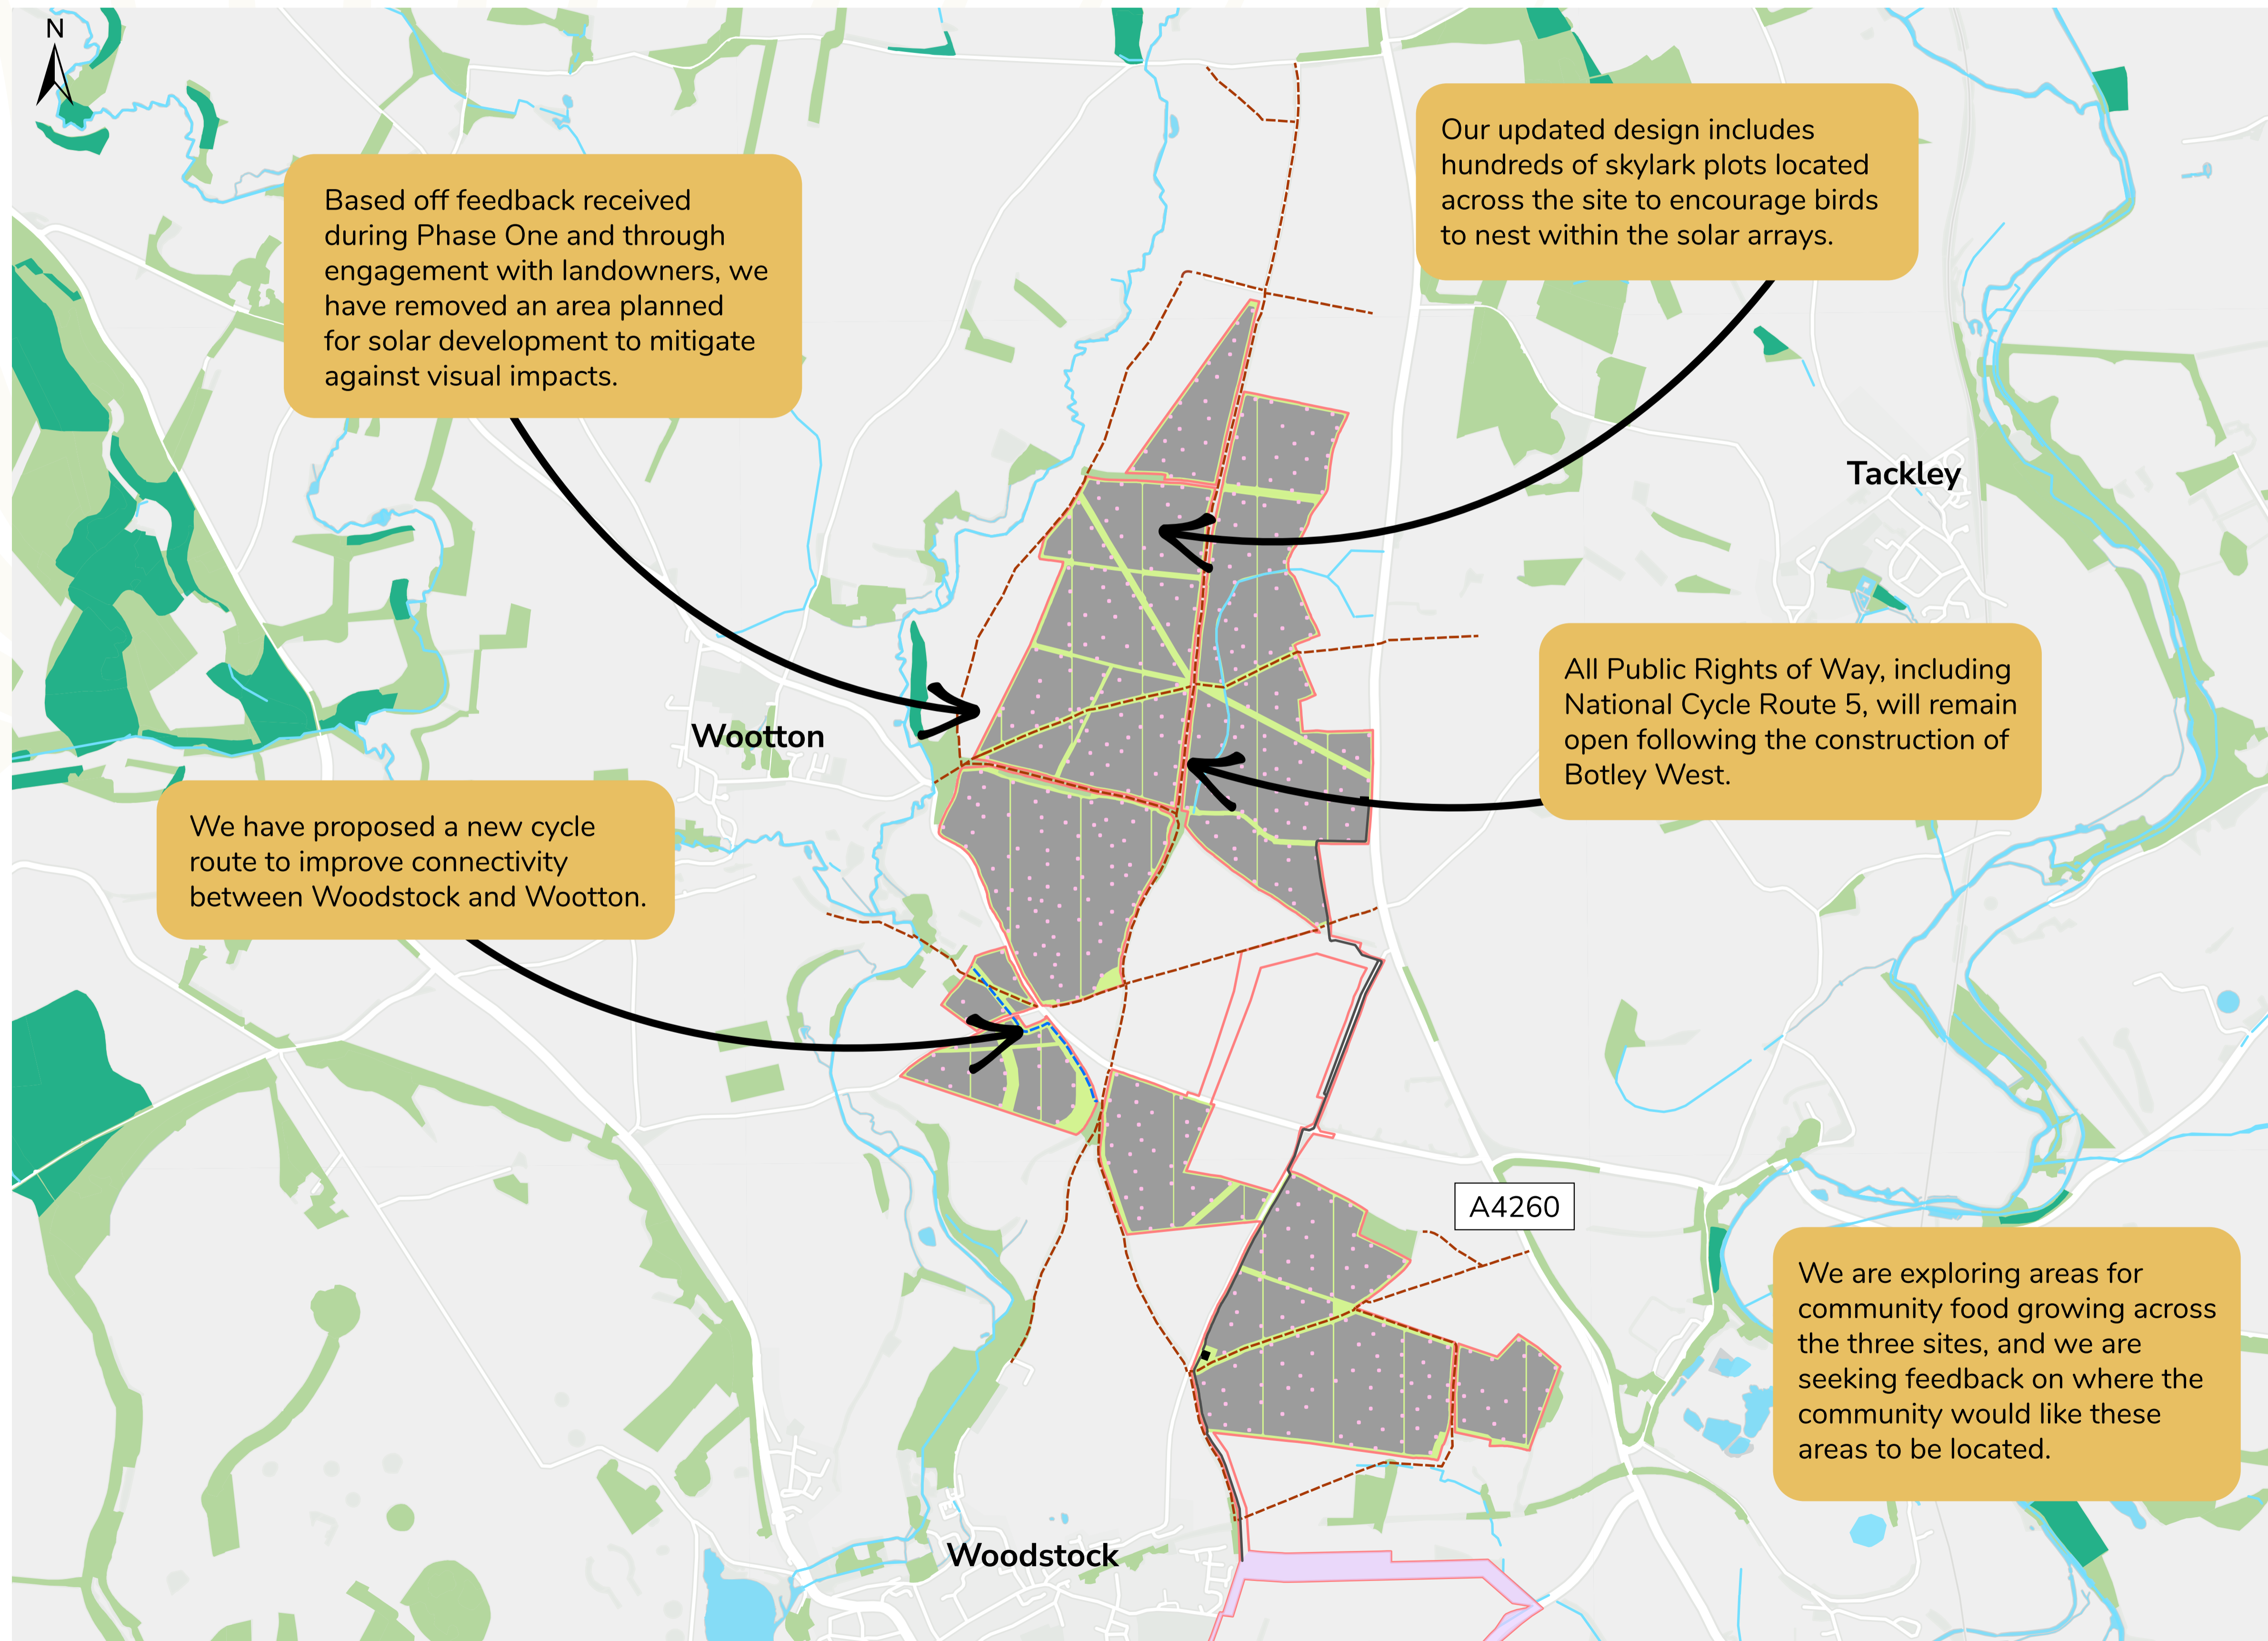 N
Our updated design includes
hundreds of skylark plots located
across the site to encourage birds
to nest within the solar arrays.
Based off feedback received
during Phase One and through
engagement with landowners, we
have removed an area planned
for solar development to mitigate
against visual impacts.
Tackley
All Public Rights of Way, including
National Cycle Route 5, will remain
open following the construction of
Botley West.
Wootton
We have proposed a new cycle
route to improve connectivity
between Woodstock and Wootton.
A4260
We are exploring areas for
community food growing across
the three sites, and we are
seeking feedback on where the
community would like these
areas to be located.
Woodstock